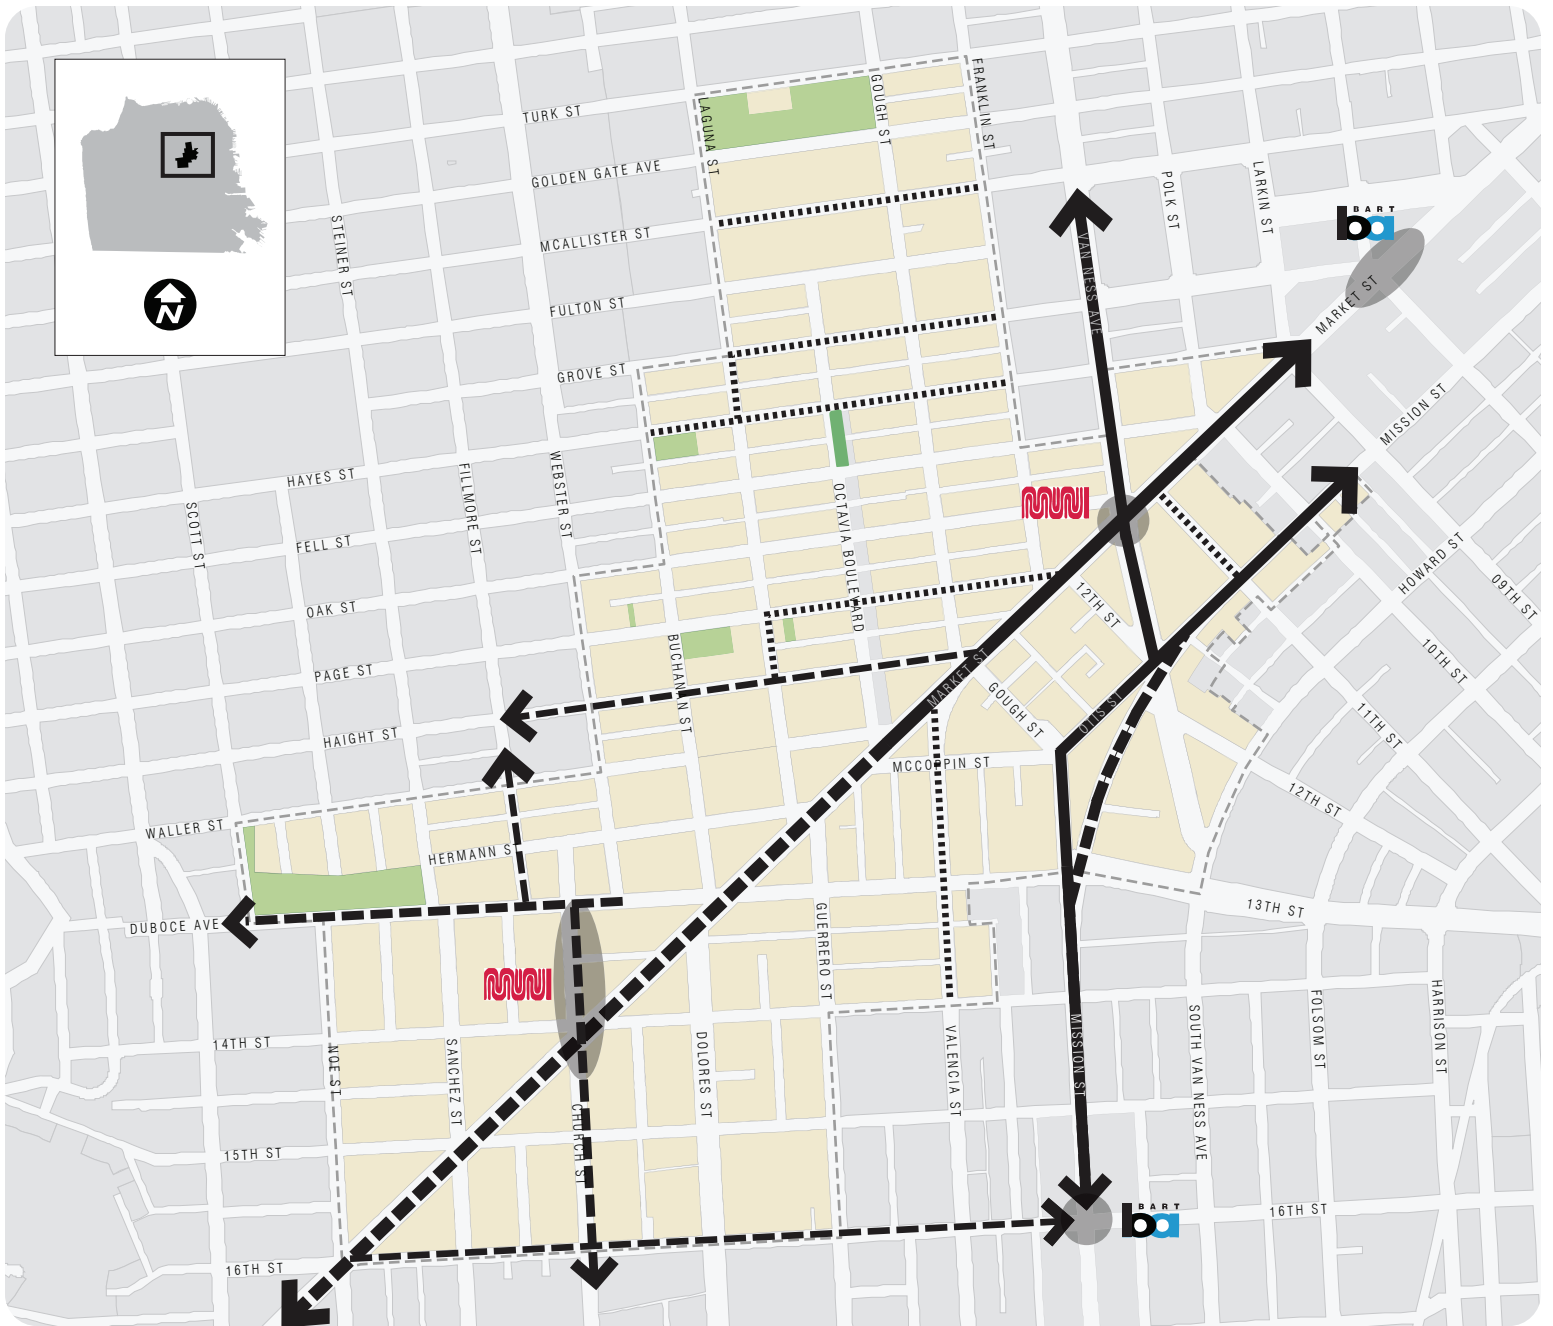 TURK ST
GOLDEN GATE AVE
MCALLISTER ST
FULTON ST
GROVE ST
HAYES ST
FELL ST
OAK ST
PAGE ST
HAIGHT ST
WALLER ST
HERMANN ST
DUBOCE AVE
14TH ST
15TH ST
16TH ST
STEINER ST
SCOTT ST
FILLMORE ST
WEBSTER ST
LAGUNA ST
GOUGH ST
FRANKLIN ST
VAN NESS AVE
POLK ST
LARKIN ST
BART
ba
MARKET ST
MISSION ST
HOWARD ST
09TH ST
10TH ST
11TH ST
12TH ST
12TH ST
GOUGH ST
OTIS ST
MARKET ST
OCTAVIA BOULEVARD
BUCHANAN ST
MCCOPPIN ST
MUNI
MUNI
GUERRERO ST
13TH ST
NOE ST
SANCHEZ ST
CHURCH ST
DOLORES ST
VALENCIA ST
MISSION ST
SOUTH VAN NESS AVE
FOLSOM ST
HARRISON ST
BART
ba
16TH ST
N